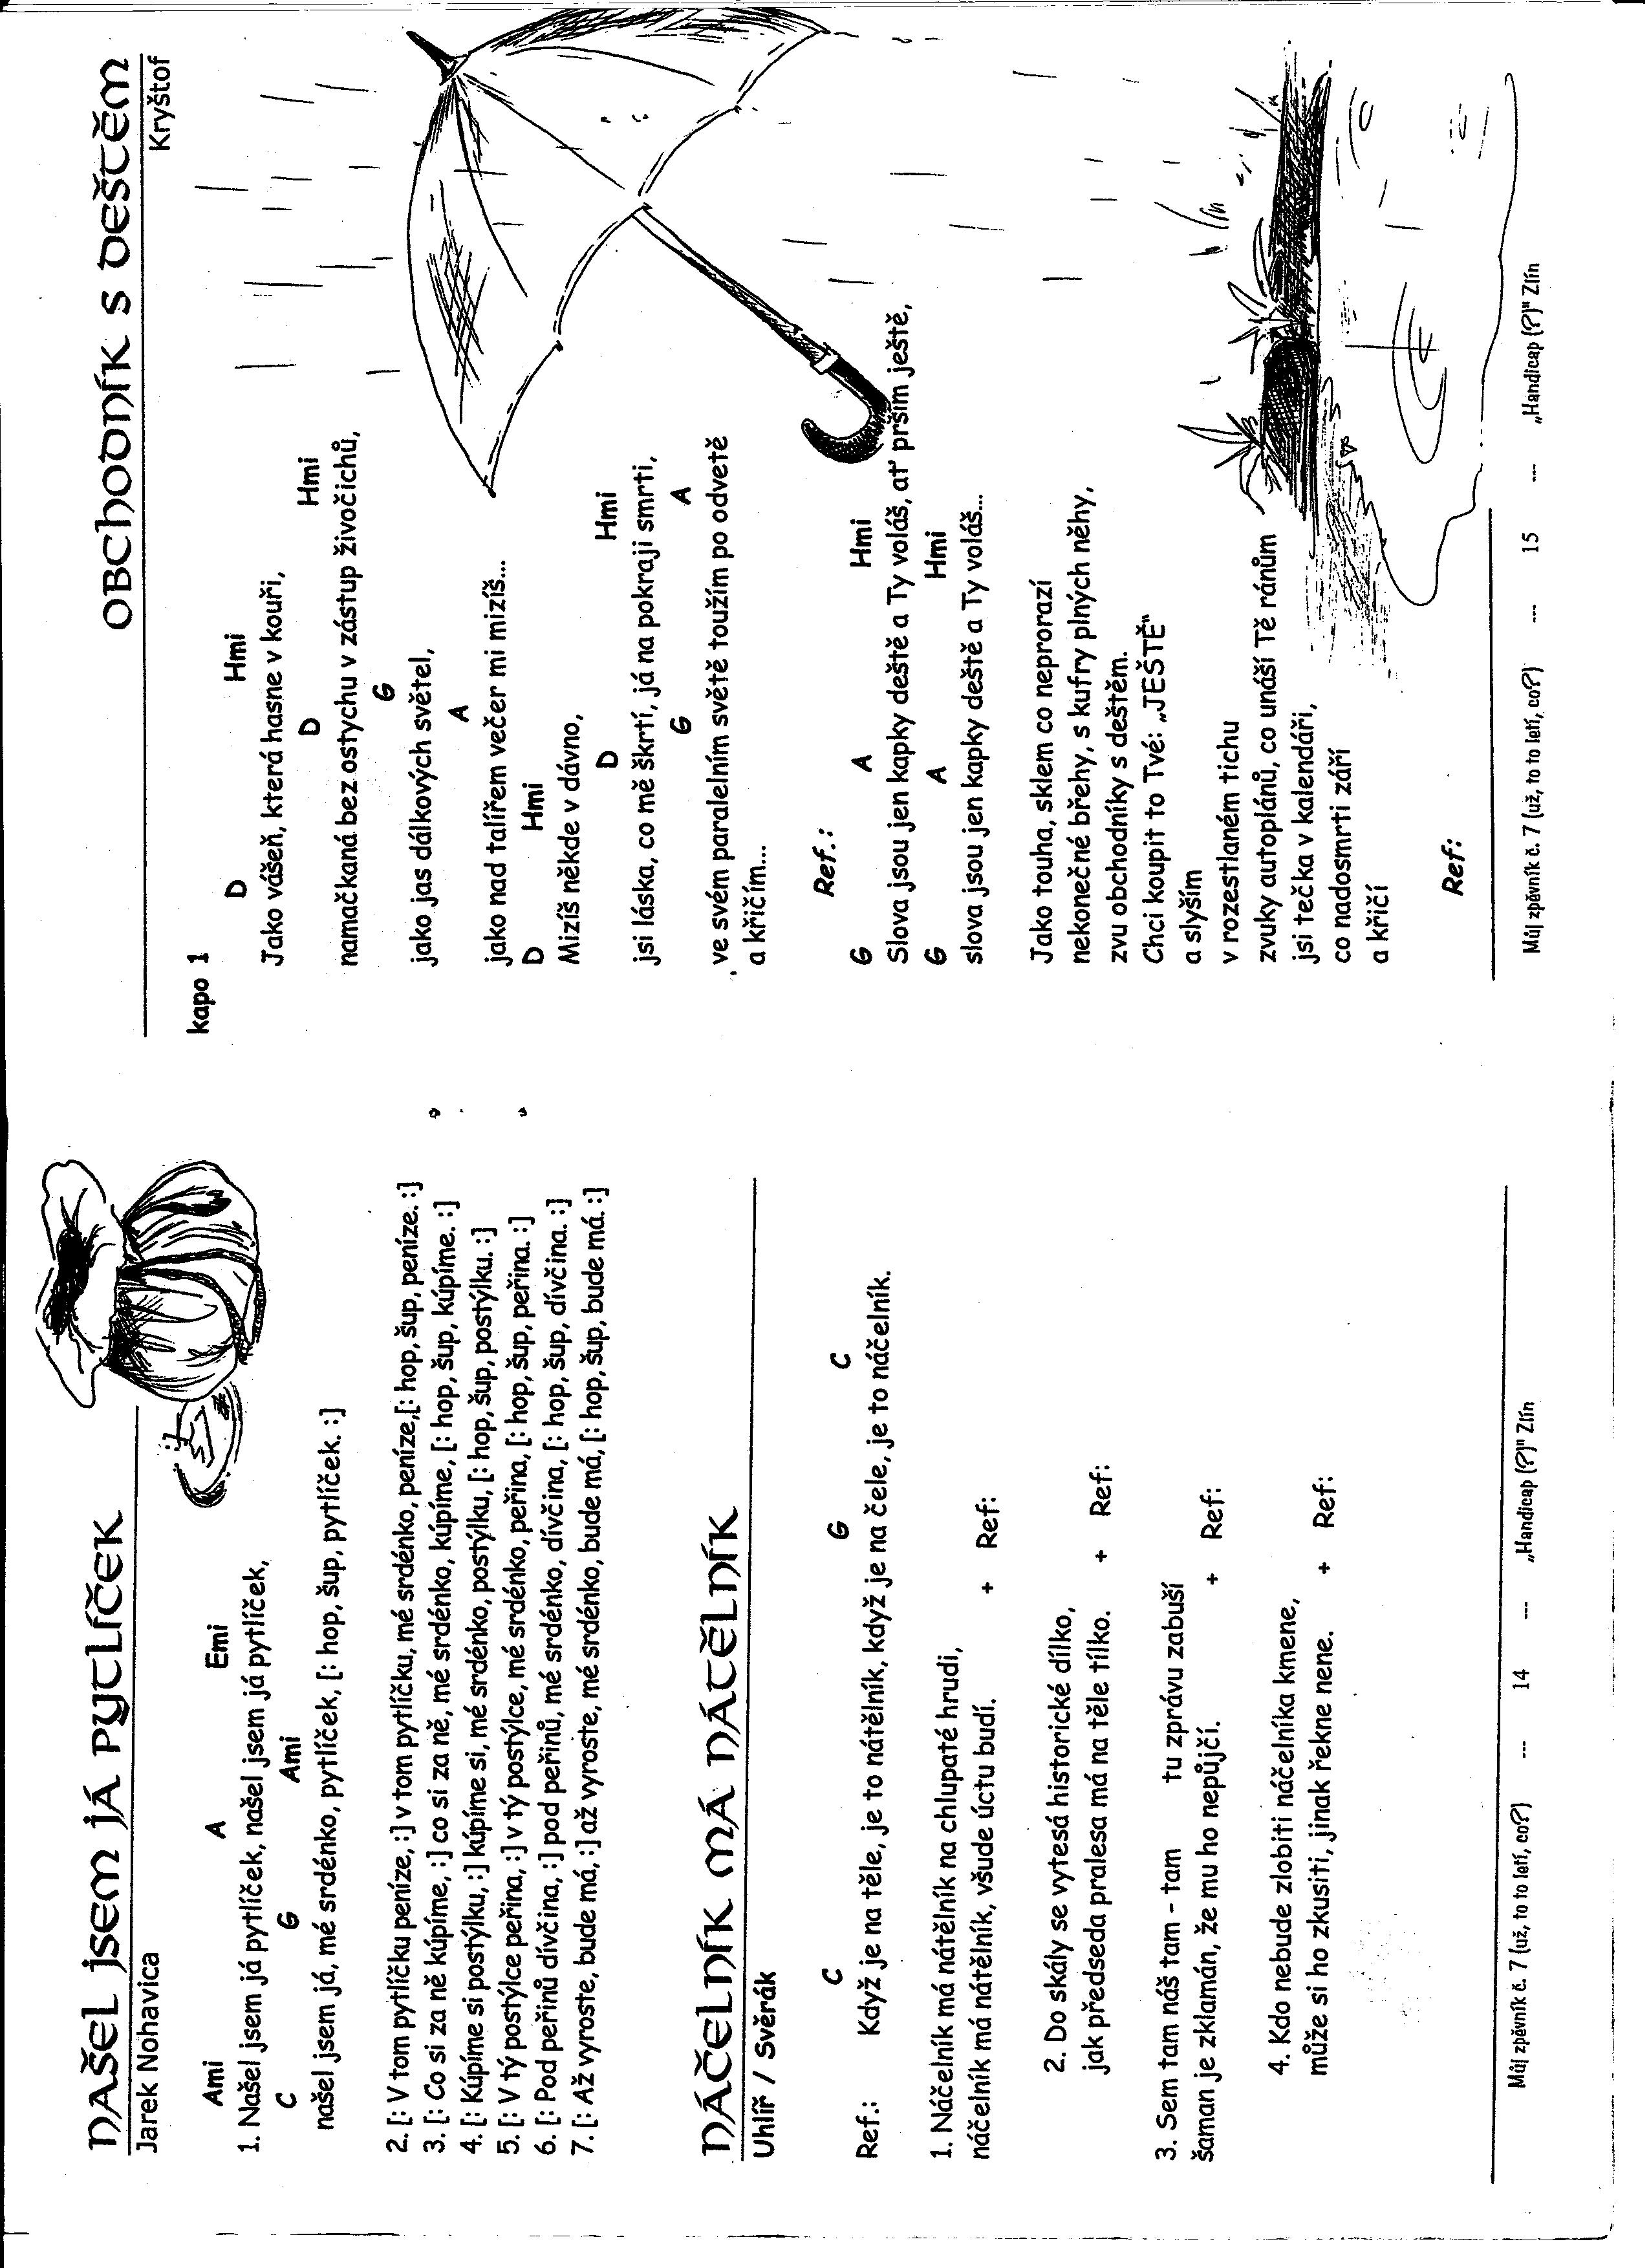 NAŠEL JSEM JÁ PYTLÍČEK
Jarek Nohavica
Ami A Emi
1. Našel jsem já pytlíček, našel jsem já pytlíček,
C G Ami
našel jsem já, mé srdénko, pytlíček, [: hop, šup, pytlíček. :]
2. [: V tom pytlíčku peníze, :] v tom pytlíčku, mé srdénko, peníze,[: hop, šup, peníze. :]
3. [: Co si za ně kúpíme, :] co si za ně, mé srdénko, kúpíme, [: hop, šup, kúpíme. :]
4. [: Kúpíme si postýlku, :] kúpíme si, mé srdénko, postýlku, [: hop, šup, postýlku. :]
5. [: V tý postýlce peřina, :] v tý postýlce, mé srdénko, peřina, [: hop, šup, peřina. :]
6. [: Pod peřinů dívčina, :] pod peřinů, mé srdénko, dívčina, [: hop, šup, dívčina. :]
7. [: Až vyroste, bude má, :] až vyroste, mé srdénko, bude má, [: hop, šup, bude má. :]
NÁČELNÍK MÁ NÁTĚLNÍK
Uhlíř / Svěrák
C G C
Ref.: Když je na těle, je to nátělník, když je na čele, je to náčelník.
1. Náčelník má nátělník na chlupaté hrudi,
náčelník má nátělník, všude úctu budí. + Ref:
2. Do skály se vytesá historické dílko,
jak předseda pralesa má na těle tílko. + Ref:
3. Sem tam náš tam - tam tu zprávu zabuší
šaman je zklamán, že mu ho nepůjčí. + Ref:
4. Kdo nebude zlobiti náčelníka kmene,
může si ho zkusiti, jinak řekne nene. + Ref:
Můj zpěvník č. 7 (už, to to letí, co?) --- 14 --- „Handicap (?)" Zlín
OBCHODNÍK S DEŠTĚM
Kryštof
kapo 1
D Hmi
Jako vášeň, která hasne v kouři,
D Hmi
namačkaná bez ostychu v zástup živočichů,
G
jako jas dálkových světel,
A
jako nad talířem večer mi mizíš...
D Hmi
Mizíš někde v dávno,
D Hmi
jsi láska, co mě škrtí, já na pokraji smrti,
G A
ve svém paralelním světě toužím po odvetě
a křičím...
Ref.:
G A Hmi
Slova jsou jen kapky deště a Ty voláš, ať prším ještě,
G A Hmi
slova jsou jen kapky deště a Ty voláš...
Jako touha, sklem co neprorazí
nekonečné břehy, s kufry plných něhy,
zvu obchodníky s deštěm.
Chci koupit to Tvé: „JEŠTĚ"
a slyším
v rozestlaném tichu
zvuky autoplánů, co unáší Tě ránům
jsi tečka v kalendáři,
co nadosmrti září
a křičí
Ref:
Můj zpěvník č. 7 (už, to to letí, co?) --- 15 --- „Handicap (?)" Zlín